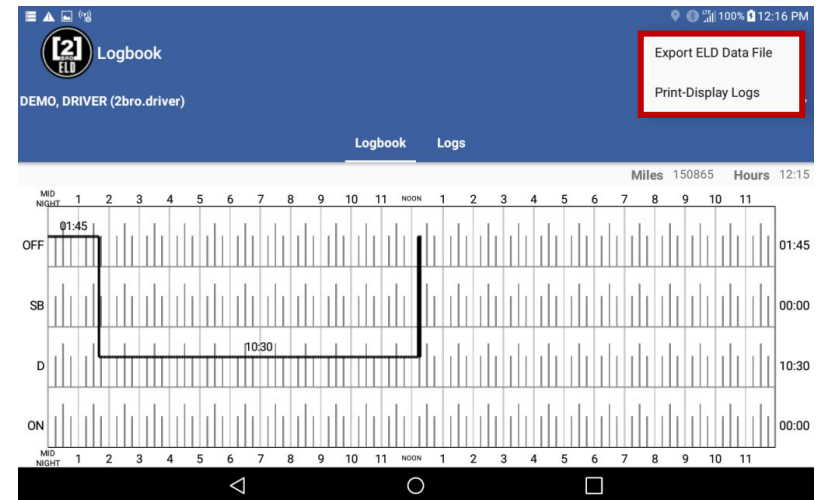 100% 12:16 PM
[2]
BRO
ELD
Logbook
Export ELD Data File
Print-Display Logs
DEMO, DRIVER (2bro.driver)
Logbook Logs
Miles 150865 Hours 12:15
MID NIGHT 1 2 3 4 5 6 7 8 9 10 11 NOON 1 2 3 4 5 6 7 8 9 10 11
01:45
OFF 01:45
SB 00:00
10:30
D 10:30
ON 00:00
MID NIGHT 1 2 3 4 5 6 7 8 9 10 11 NOON 1 2 3 4 5 6 7 8 9 10 11